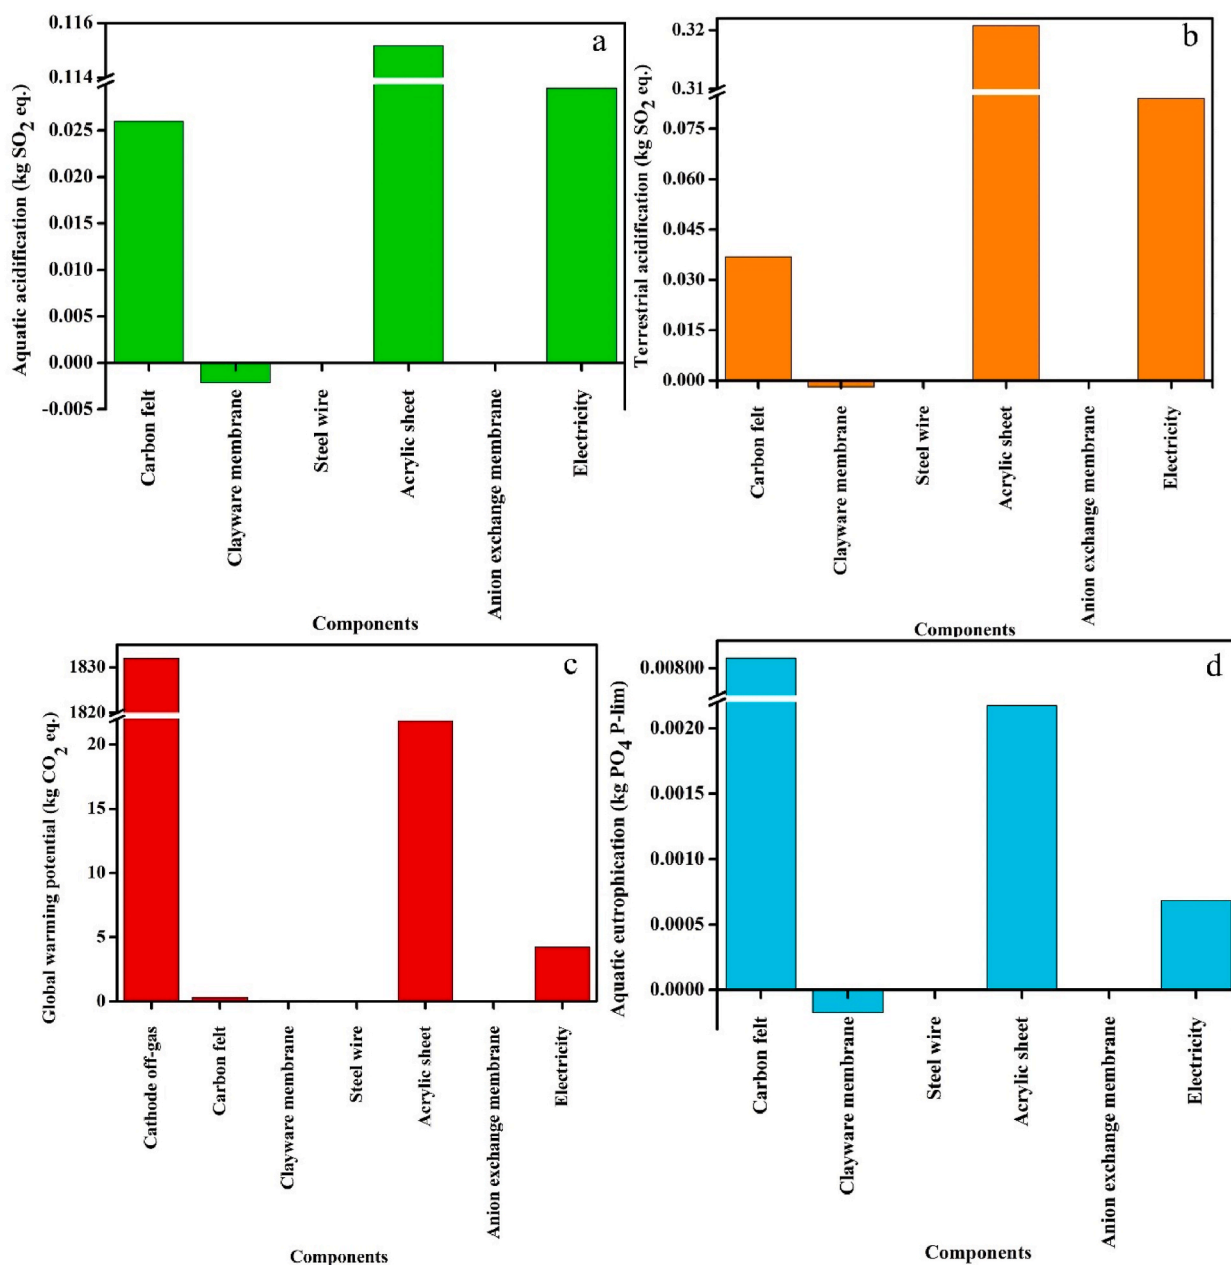 a
0.116
0.114
0.025
0.020
0.015
0.010
0.005
0.000
-0.005
Aquatic acidification (kg SO2 eq.)
Carbon felt
Clayware membrane
Steel wire
Acrylic sheet
Anion exchange membrane
Electricity
Components
b
0.32
0.31
0.075
0.060
0.045
0.030
0.015
0.000
Terrestrial acidification (kg SO2 eq.)
Carbon felt
Clayware membrane
Steel wire
Acrylic sheet
Anion exchange membrane
Electricity
Components
c
1830
1820
20
15
10
5
0
Global warming potential (kg CO2 eq.)
Cathode off-gas
Carbon felt
Clayware membrane
Steel wire
Acrylic sheet
Anion exchange membrane
Electricity
Components
d
0.00800
0.0020
0.0015
0.0010
0.0005
0.0000
Aquatic eutrophication (kg PO4 P-lim)
Carbon felt
Clayware membrane
Steel wire
Acrylic sheet
Anion exchange membrane
Electricity
Components